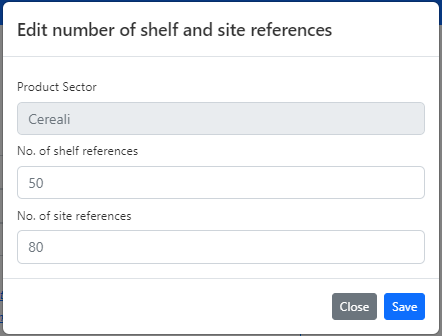 Edit number of shelf and site references
Product Sector
Cereali
No. of shelf references
50
No. of site references
80
Close Save